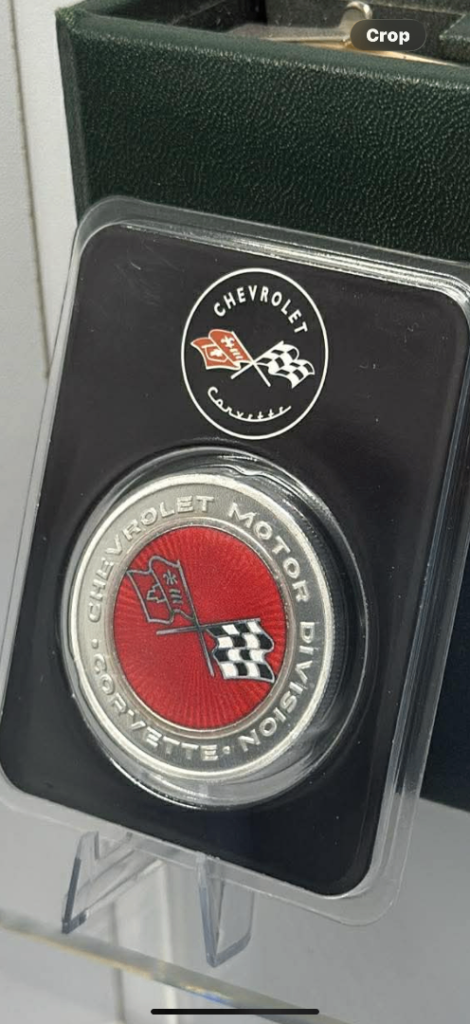 Crop
CHEVROLET
Corvette
CHEVROLET MOTOR DIVISION
• CORVETTE •